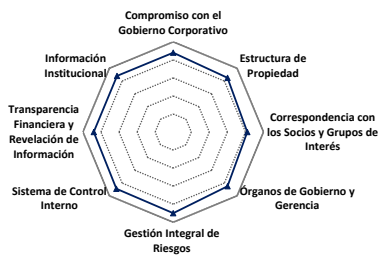 Compromiso con el
Gobierno Corporativo
Estructura de
Propiedad
Correspondencia con
los Socios y Grupos de
Interés
Órganos de Gobierno y
Gerencia
Gestión Integral de
Riesgos
Sistema de Control
Interno
Transparencia
Financiera y
Revelación de
Información
Información
Institucional